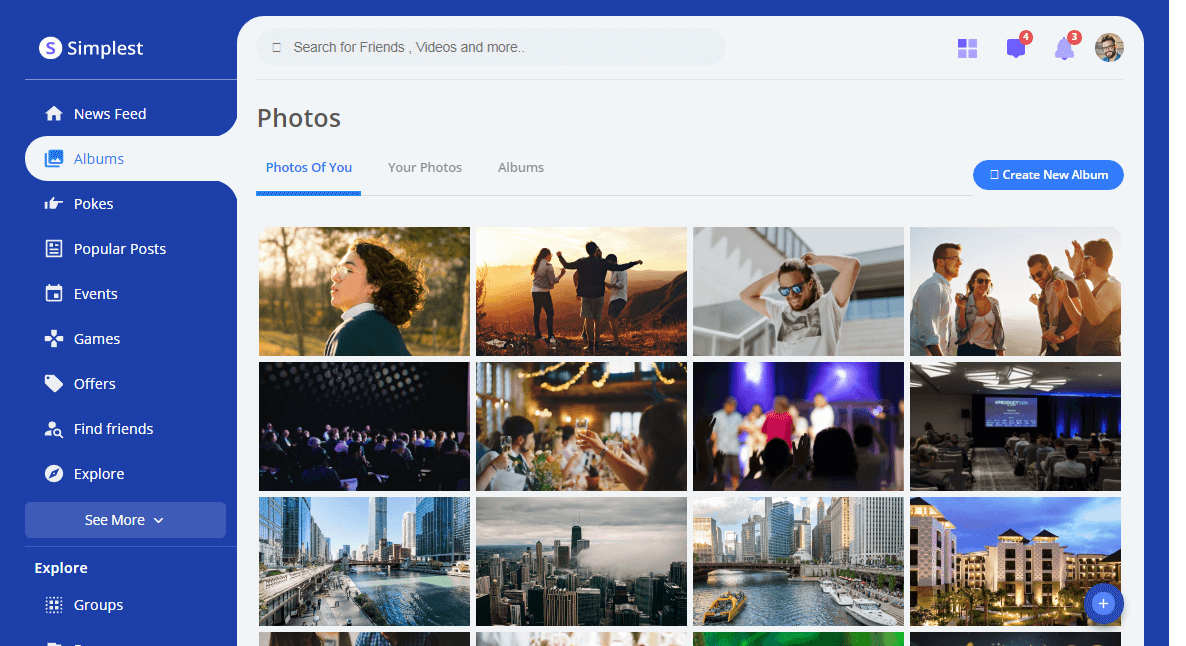 S Simplest
Search for Friends , Videos and more..
4
3
News Feed
Albums
Pokes
Popular Posts
Events
Games
Offers
Find friends
Explore
See More
Explore
Groups
Photos
Photos Of You
Your Photos
Albums
Create New Album